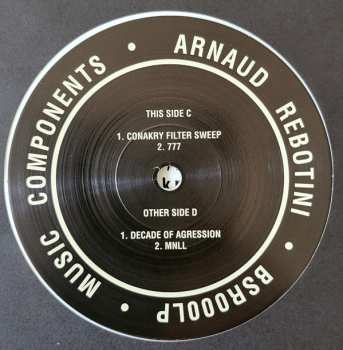 MUSIC COMPONENTS • ARNAUD REBOTINI • BSR000LP •
THIS SIDE C
1. CONAKRY FILTER SWEEP
2. 777
OTHER SIDE D
1. DECADE OF AGRESSION
2. MNLL